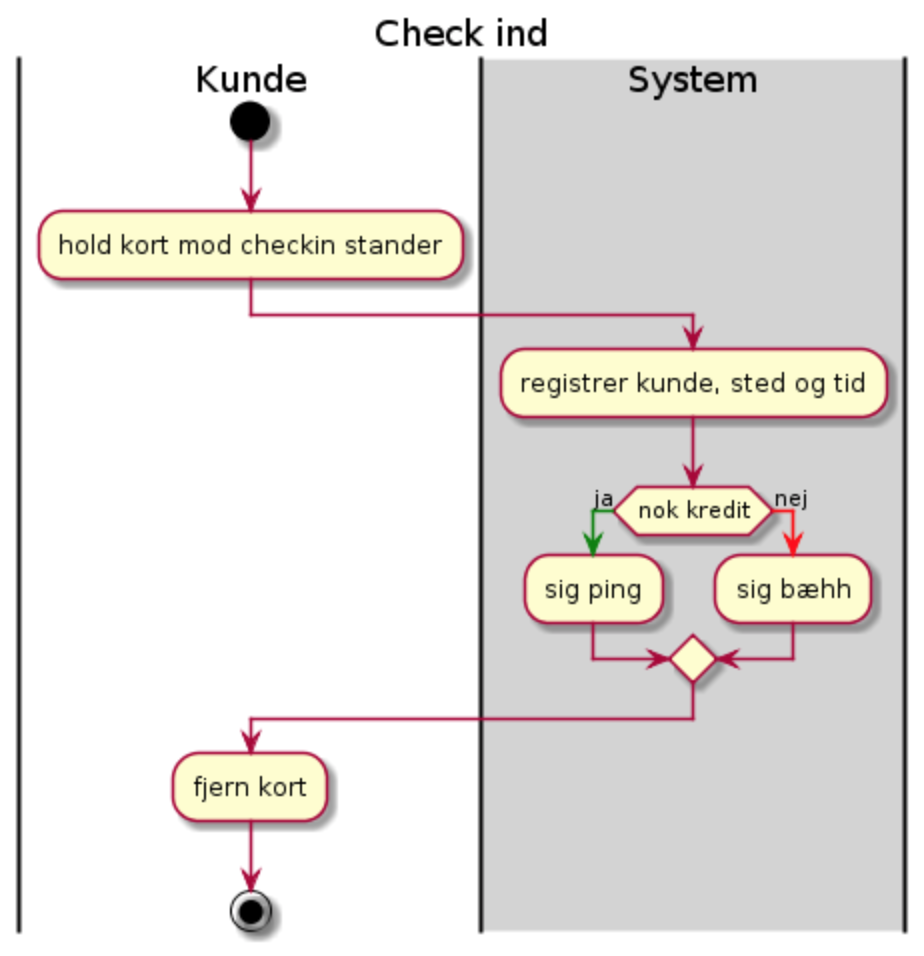 Check ind
Kunde
System
hold kort mod checkin stander
registrer kunde, sted og tid
ja
nok kredit
nej
sig ping
sig bæhh
fjern kort